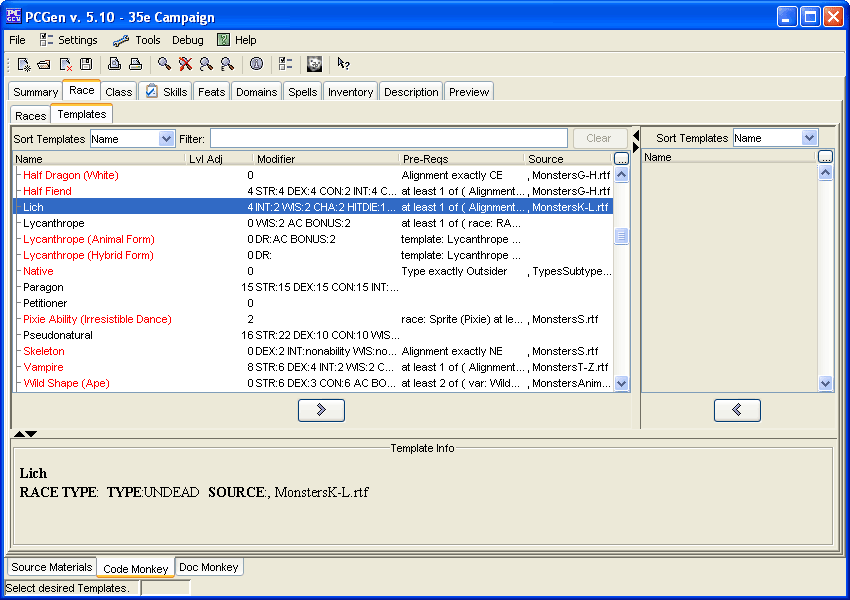 PCGen v. 5.10 - 35e Campaign
File Settings Tools Debug Help
Summary Race Class Skills Feats Domains Spells Inventory Description Preview
Races Templates
Sort Templates Name Filter: Clear Sort Templates Name
Name Lvl Adj Modifier Pre-Reqs Source ... Name ...
Half Dragon (White) 0 Alignment exactly CE , MonstersG-H.rtf
Half Fiend 4 STR:4 DEX:4 CON:2 INT:4 C... at least 1 of ( Alignment... , MonstersG-H.rtf
Lich 4 INT:2 WIS:2 CHA:2 HITDIE:1... at least 1 of ( Alignment... , MonstersK-L.rtf
Lycanthrope 0 WIS:2 AC BONUS:2 at least 1 of ( race: RA...
Lycanthrope (Animal Form) 0 DR:AC BONUS:2 template: Lycanthrope ...
Lycanthrope (Hybrid Form) 0 DR: template: Lycanthrope ...
Native 0 Type exactly Outsider , TypesSubtype...
Paragon 15 STR:15 DEX:15 CON:15 INT:...
Petitioner 0
Pixie Ability (Irresistible Dance) 2 race: Sprite (Pixie) at le... , MonstersS.rtf
Pseudonatural 16 STR:22 DEX:10 CON:10 WIS...
Skeleton 0 DEX:2 INT:nonability WIS:no... Alignment exactly NE , MonstersS.rtf
Vampire 8 STR:6 DEX:4 INT:2 WIS:2 C... at least 1 of ( Alignment... , MonstersT-Z.rtf
Wild Shape (Ape) 0 STR:6 DEX:3 CON:6 AC BO... at least 2 of ( var: Wild... , MonstersAnim...
Template Info
Lich
RACE TYPE: TYPE:UNDEAD SOURCE:, MonstersK-L.rtf
Source Materials Code Monkey Doc Monkey
Select desired Templates.